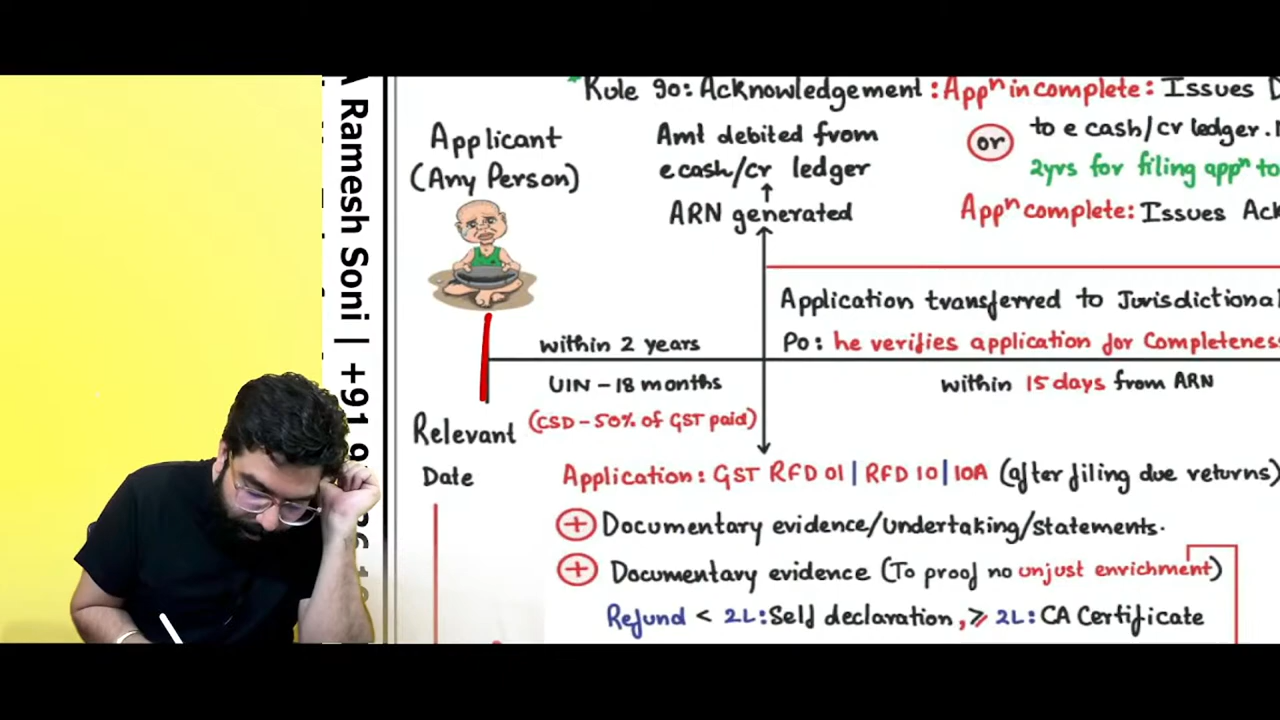 Ramesh Soni | +91 9
*Rule 90: Acknowledgement : Appⁿ incomplete: Issues
Applicant
(Any Person)
Amt debited from
ecash/cr ledger
ARN generated
or
to e cash/cr ledger.
2yrs for filing appⁿ to
Appⁿ complete: Issues Ack
Application transferred to Jurisdictional
Po: he verifies application for Completeness
within 2 years
UIN – 18 months
(CSD – 50% of GST paid)
within 15 days from ARN
Relevant
Date
Application: GST RFD 01 | RFD 10 | 10A (after filing due returns)
+ Documentary evidence/undertaking/statements.
+ Documentary evidence (To proof no unjust enrichment)
Refund < 2L: Self declaration, ≥ 2L: CA Certificate